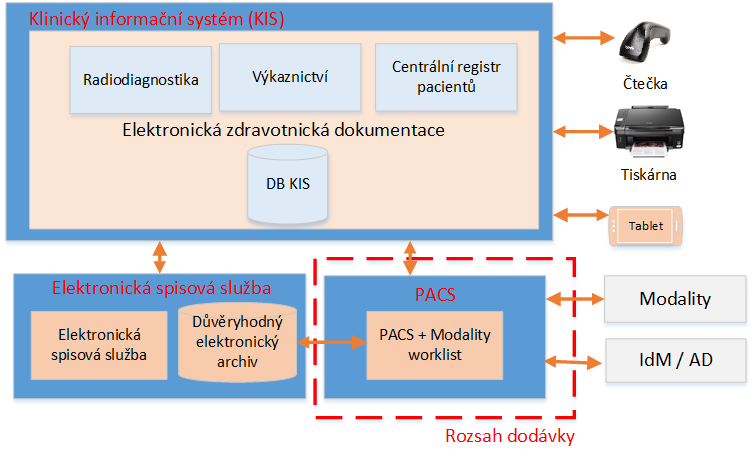 Klinický informační systém (KIS)
Radiodiagnostika
Výkaznictví
Centrální registr
pacientů
Elektronická zdravotnická dokumentace
DB KIS
Čtečka
Tiskárna
Tablet
Elektronická spisová služba
Elektronická
spisová služba
Důvěryhodný
elektronický
archiv
PACS
PACS + Modality
worklist
Modality
IdM / AD
Rozsah dodávky